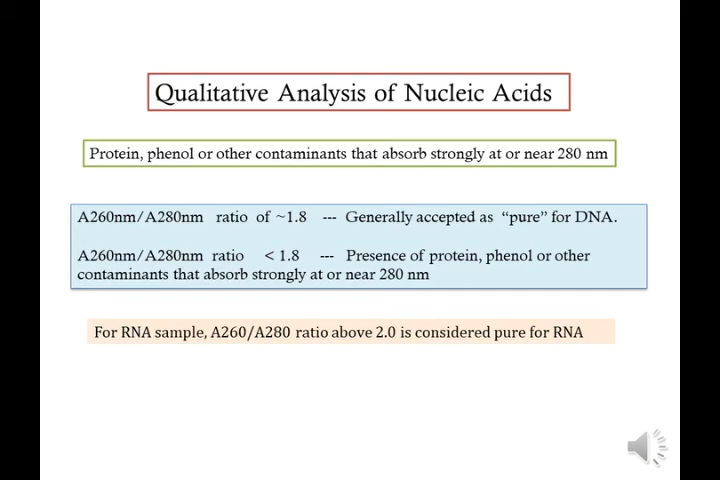 Qualitative Analysis of Nucleic Acids
Protein, phenol or other contaminants that absorb strongly at or near 280 nm
A260nm/A280nm ratio of ~1.8 --- Generally accepted as “pure” for DNA.
A260nm/A280nm ratio < 1.8 --- Presence of protein, phenol or other
contaminants that absorb strongly at or near 280 nm
For RNA sample, A260/A280 ratio above 2.0 is considered pure for RNA